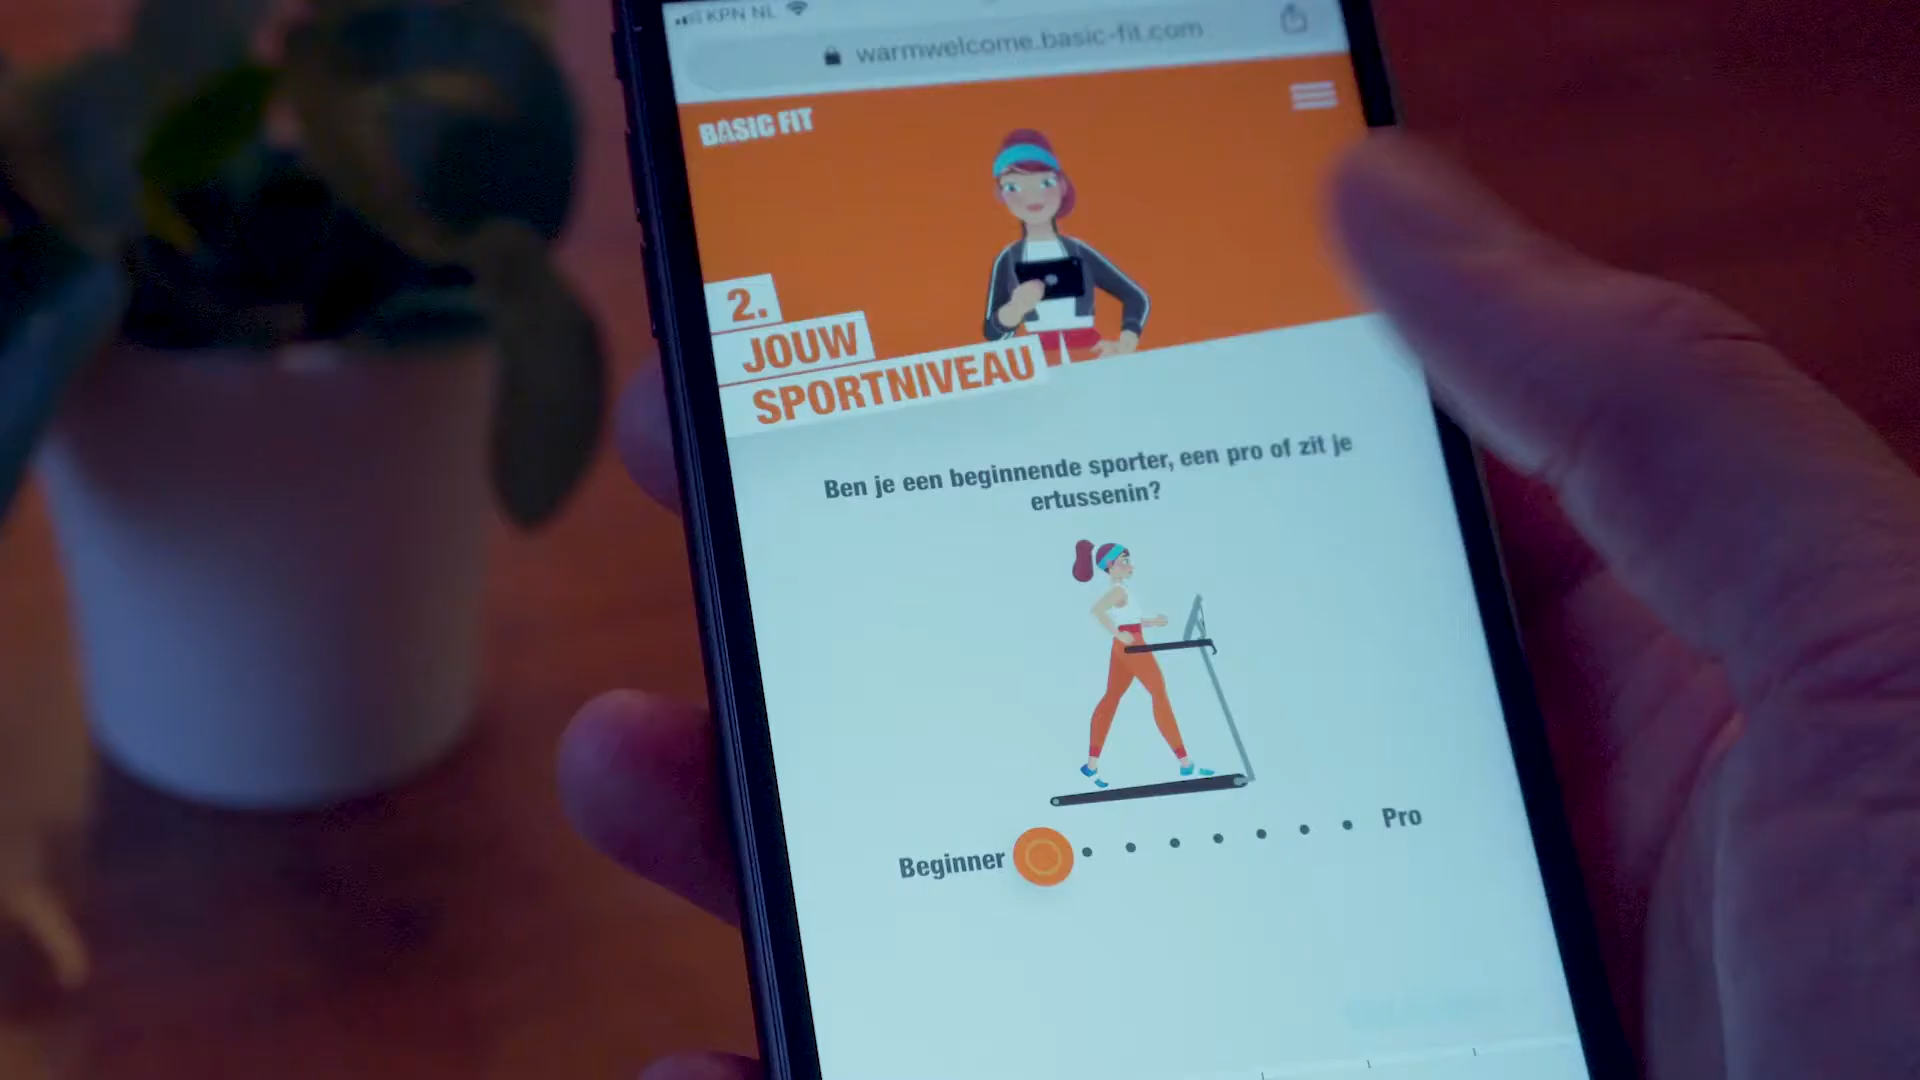 KPN NL
warmwelcome.basic-fit.com
BASIC FIT
2.
JOUW
SPORTNIVEAU
Ben je een beginnende sporter, een pro of zit je
ertussenin?
Beginner
Pro